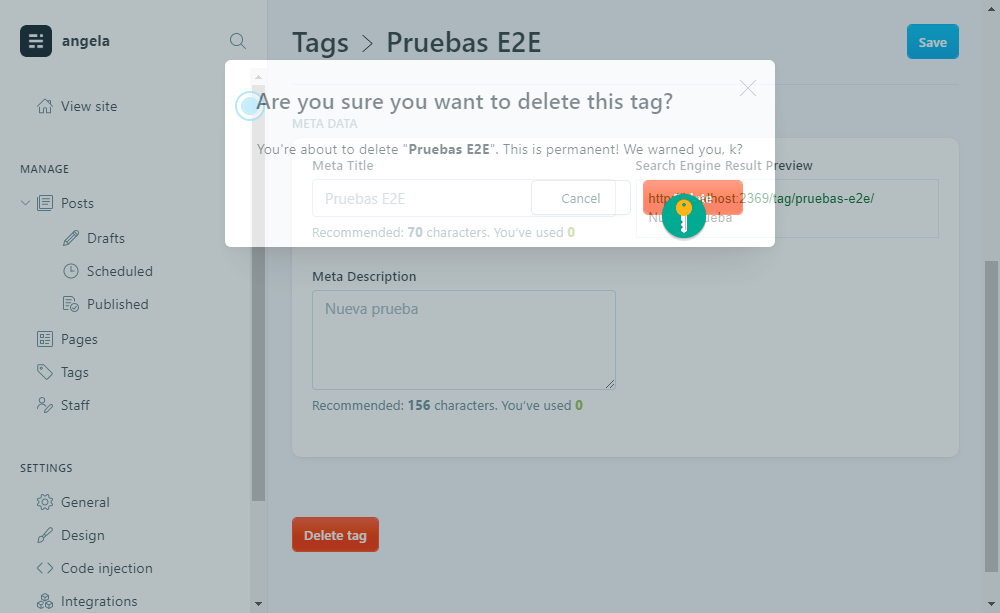 angela
View site
MANAGE
Posts
Drafts
Scheduled
Published
Pages
Tags
Staff
SETTINGS
General
Design
Code injection
Integrations
Tags > Pruebas E2E
Save
Are you sure you want to delete this tag?
META DATA
You're about to delete "Pruebas E2E". This is permanent! We warned you, k?
Meta Title
Search Engine Result Preview
Pruebas E2E
Cancel
host:2369/tag/pruebas-e2e/
Recommended: 70 characters. You've used 0
Meta Description
Nueva prueba
Recommended: 156 characters. You've used 0
Delete tag